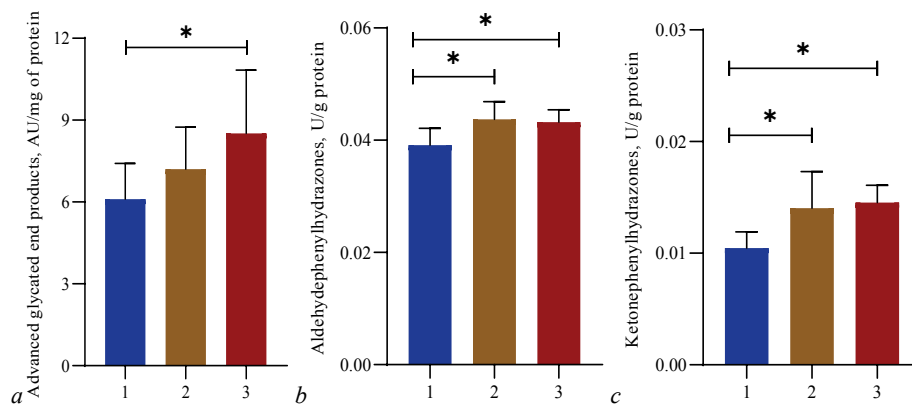 Advanced glycated end products, AU/mg of protein
12
9
6
3
0
*
1 2 3
a
Aldehydephenylhydrazones, U/g protein
0.06
0.04
0.02
0.00
*
*
1 2 3
b
Ketonephenylhydrazones, U/g protein
0.03
0.02
0.01
0.00
*
*
1 2 3
c